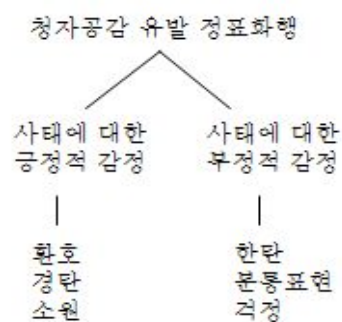 청자공감 유발 정표화행
사태에 대한 사태에 대한
긍정적 감정 부정적 감정
환호 한탄
경탄 분통표현
소원 걱정